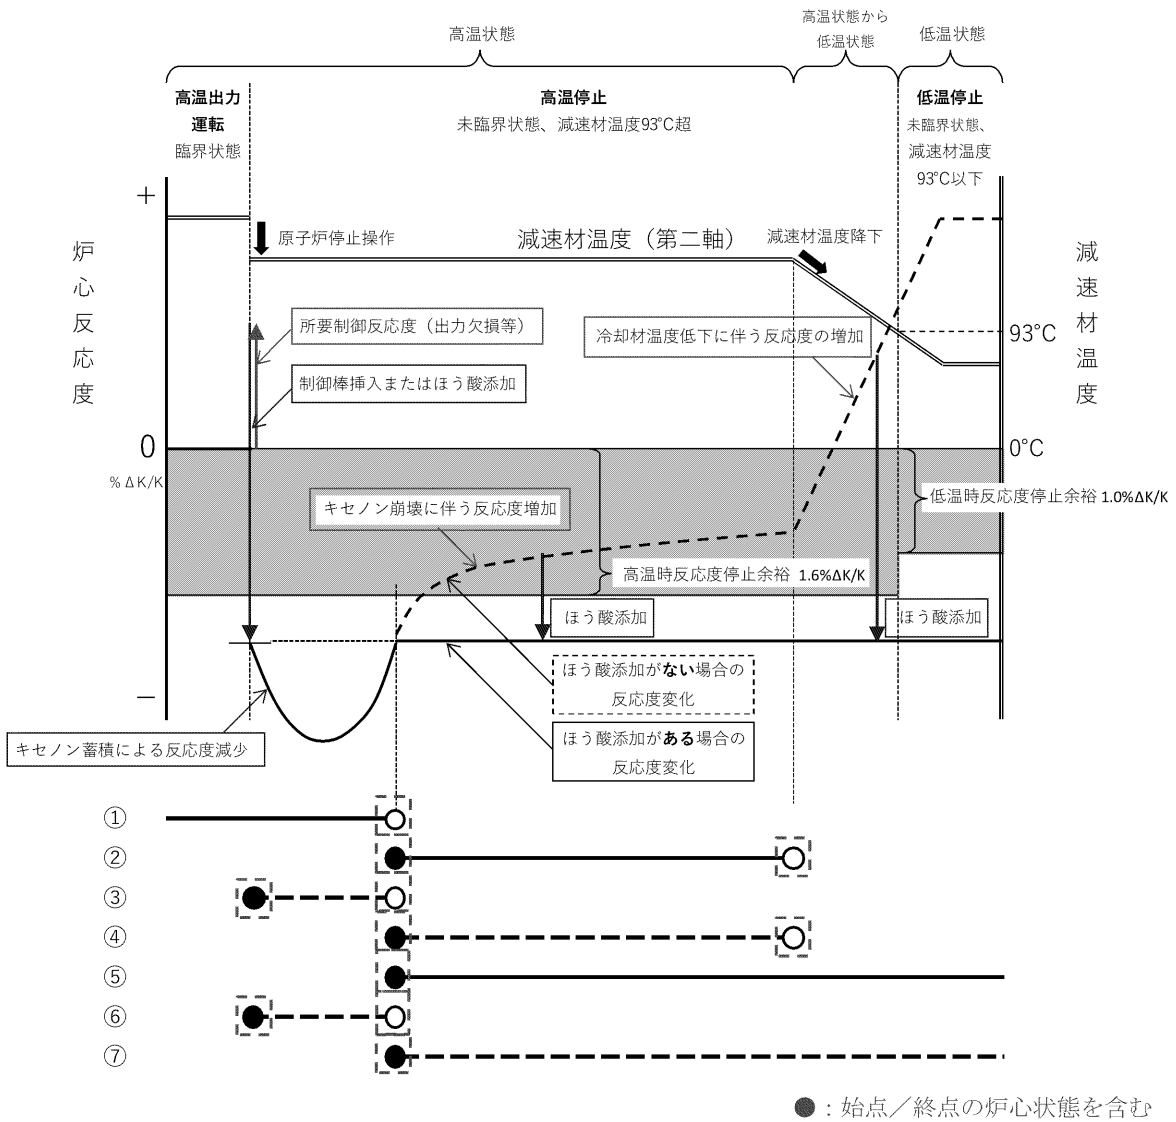 高温状態
高温状態から
低温状態
低温状態
高温出力
運転
臨界状態
高温停止
未臨界状態、減速材温度93℃超
低温停止
未臨界状態、
減速材温度
93℃以下
+
炉心反応度
原子炉停止操作
減速材温度（第二軸）
減速材温度降下
減速材温度
所要制御反応度（出力欠損等）
冷却材温度低下に伴う反応度の増加
93℃
制御棒挿入またはほう酸添加
0
0℃
%ΔK/K
キセノン崩壊に伴う反応度増加
低温時反応度停止余裕 1.0%ΔK/K
高温時反応度停止余裕 1.6%ΔK/K
ほう酸添加
ほう酸添加
ほう酸添加がない場合の
反応度変化
−
ほう酸添加がある場合の
反応度変化
キセノン蓄積による反応度減少
①
②
③
④
⑤
⑥
⑦
●：始点／終点の炉心状態を含む